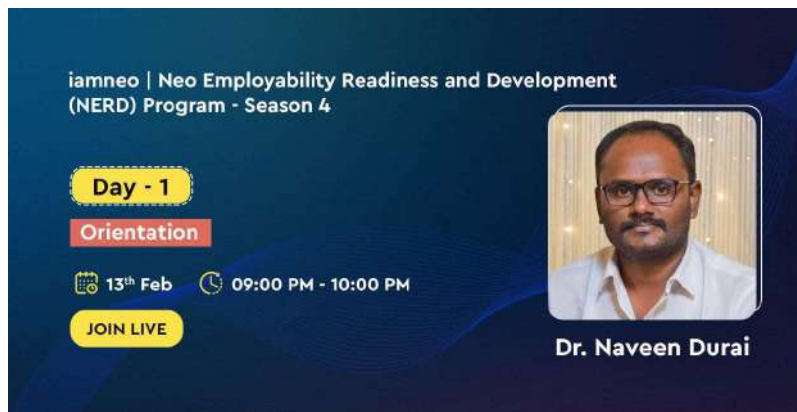 iamneo | Neo Employability Readiness and Development
(NERD) Program - Season 4
Day - 1
Orientation
13th Feb
09:00 PM - 10:00 PM
JOIN LIVE
Dr. Naveen Durai